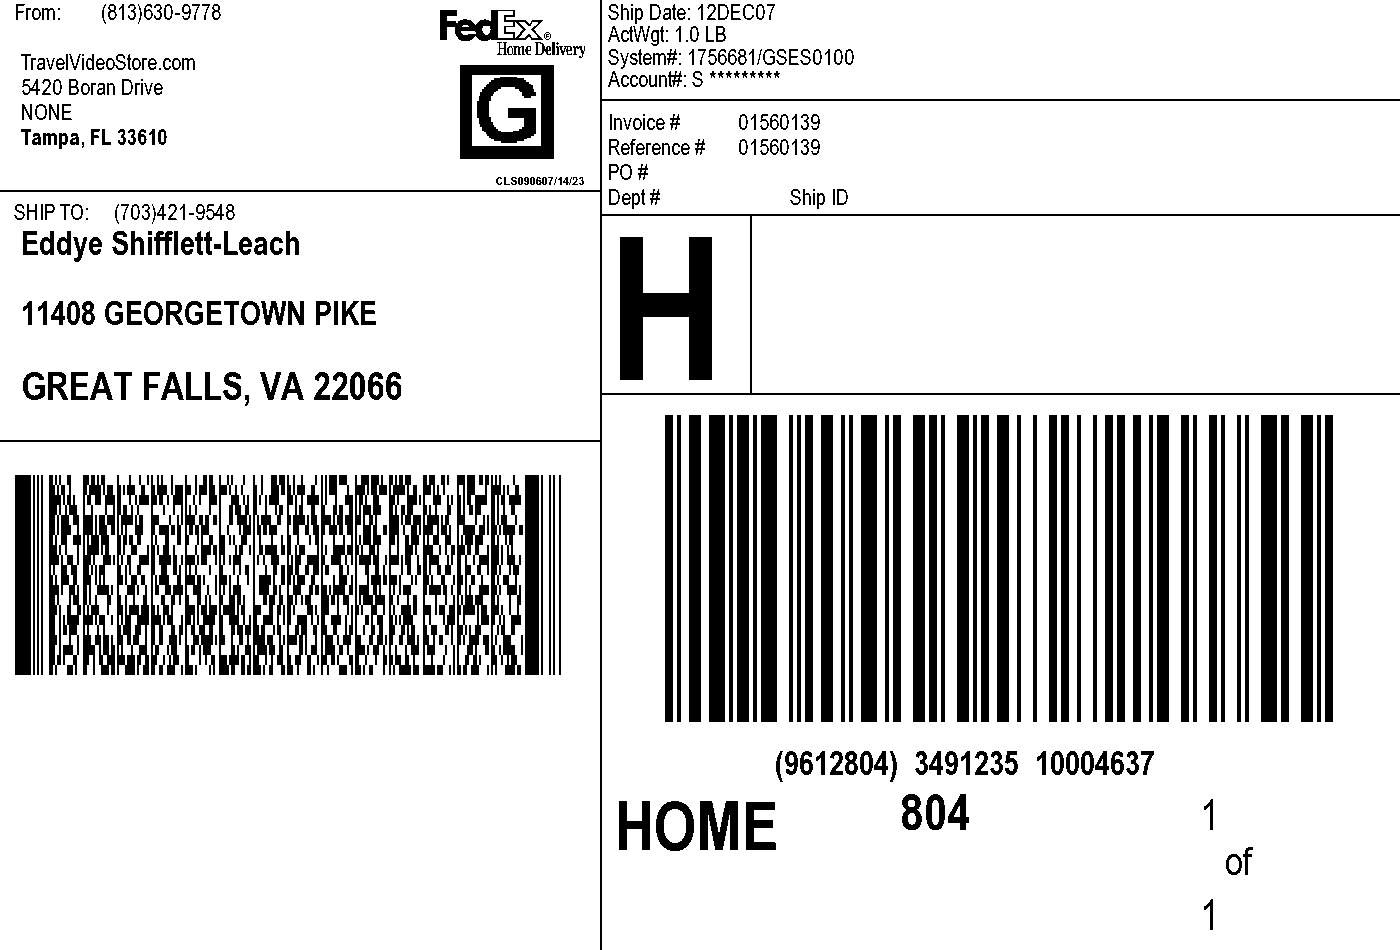 From: (813)630-9778
TravelVideoStore.com
5420 Boran Drive
NONE
Tampa, FL 33610
FedEx®
Home Delivery
G
CLS090607/14/23
Ship Date: 12DEC07
ActWgt: 1.0 LB
System#: 1756681/GSES0100
Account#: S *********
Invoice # 01560139
Reference # 01560139
PO #
Dept # Ship ID
SHIP TO: (703)421-9548
Eddye Shifflett-Leach
11408 GEORGETOWN PIKE
GREAT FALLS, VA 22066
H
(9612804) 3491235 10004637
HOME 804 1
of
1